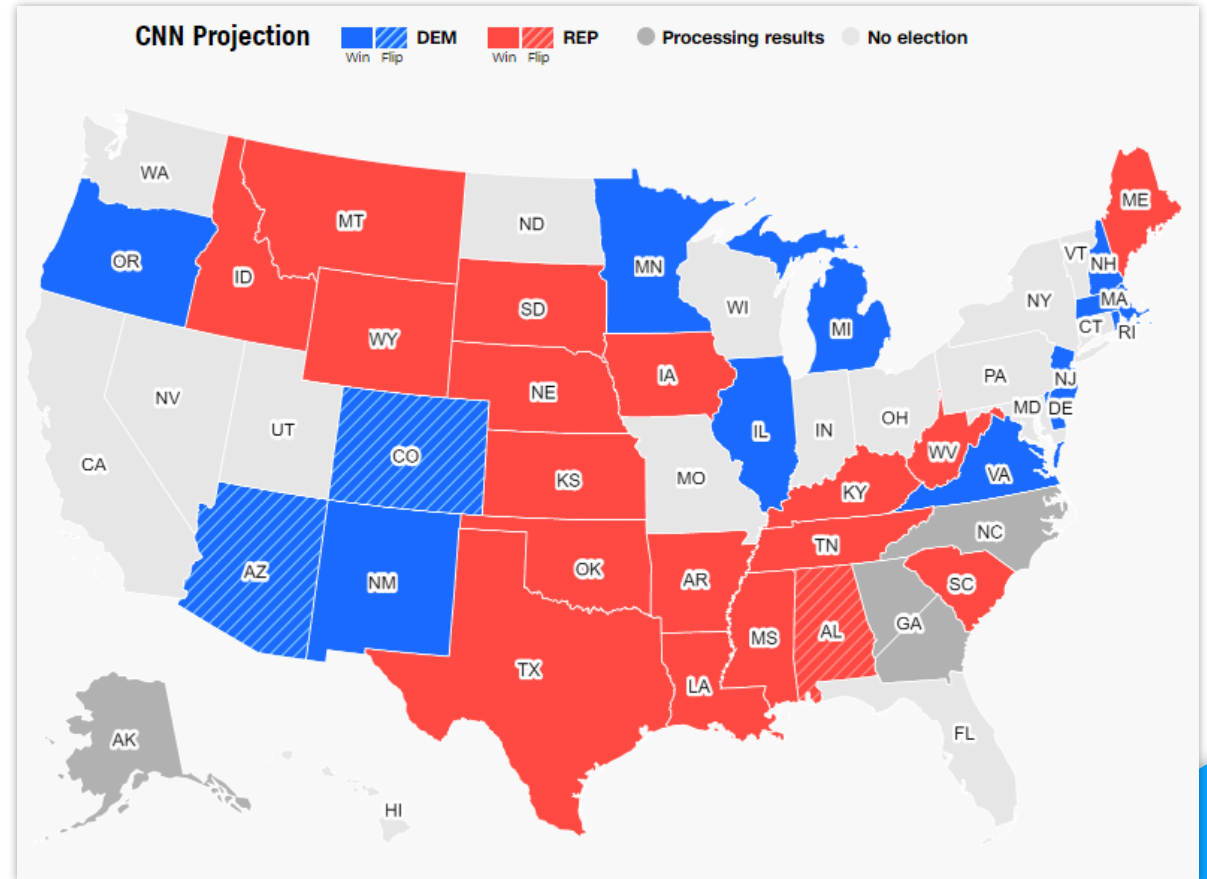 CNN Projection DEM REP Processing results No election
Win Flip Win Flip
WA
OR
ID
MT
ND
MN
WI
MI
ME
VT
NH
NY
MA
CT
RI
WY
SD
IA
NE
NV
UT
CO
CA
KS
MO
IL
IN
OH
PA
NJ
MD
DE
WV
VA
KY
NC
TN
SC
AZ
NM
OK
AR
MS
AL
GA
TX
LA
FL
AK
HI